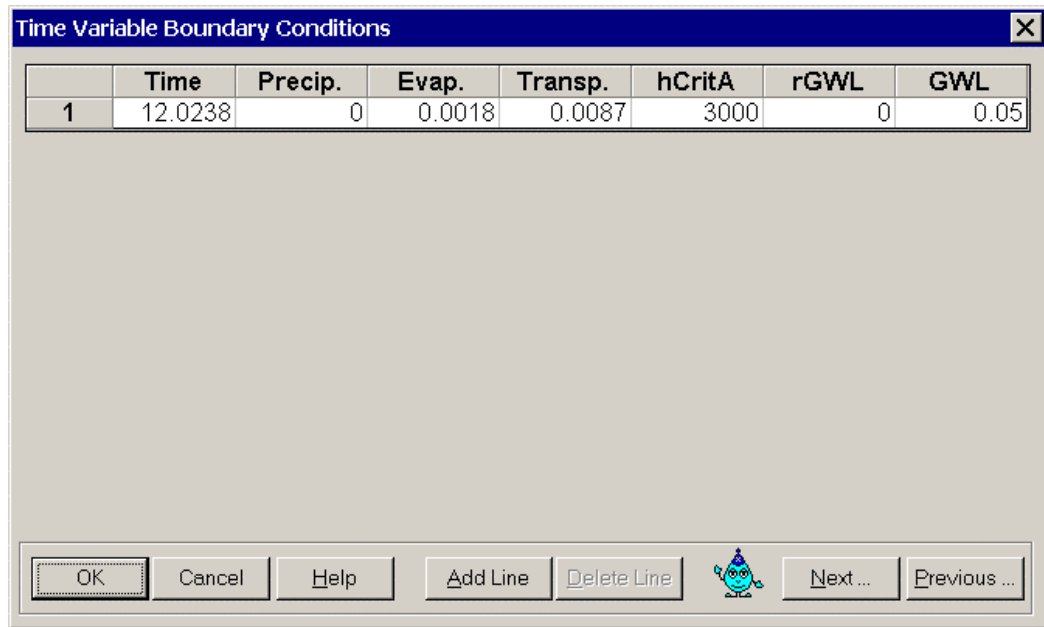 Time Variable Boundary Conditions
Time Precip. Evap. Transp. hCritA rGWL GWL
1 12.0238 0 0.0018 0.0087 3000 0 0.05
OK Cancel Help Add Line Delete Line Next ... Previous ...